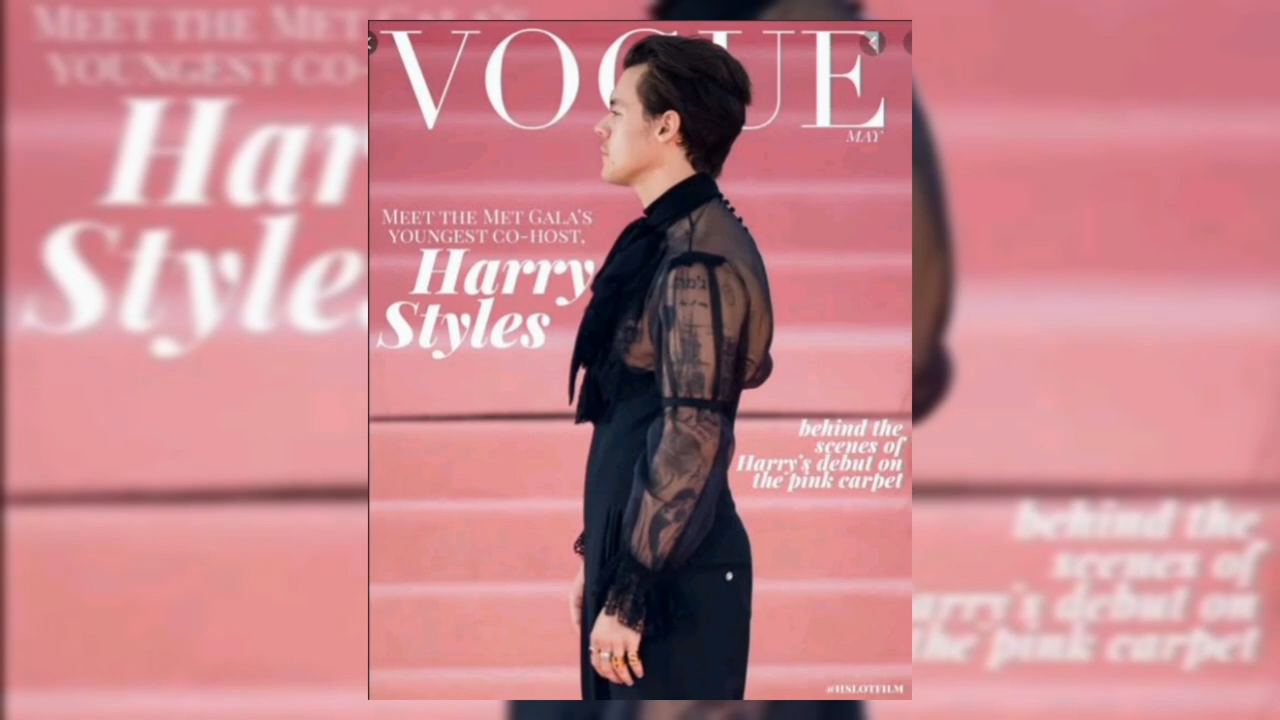 VOGUE
MAY
MEET THE MET GALA'S
YOUNGEST CO-HOST,
Harry
Styles
behind the
scenes of
Harry's debut on
the pink carpet
@HSLOTFILM